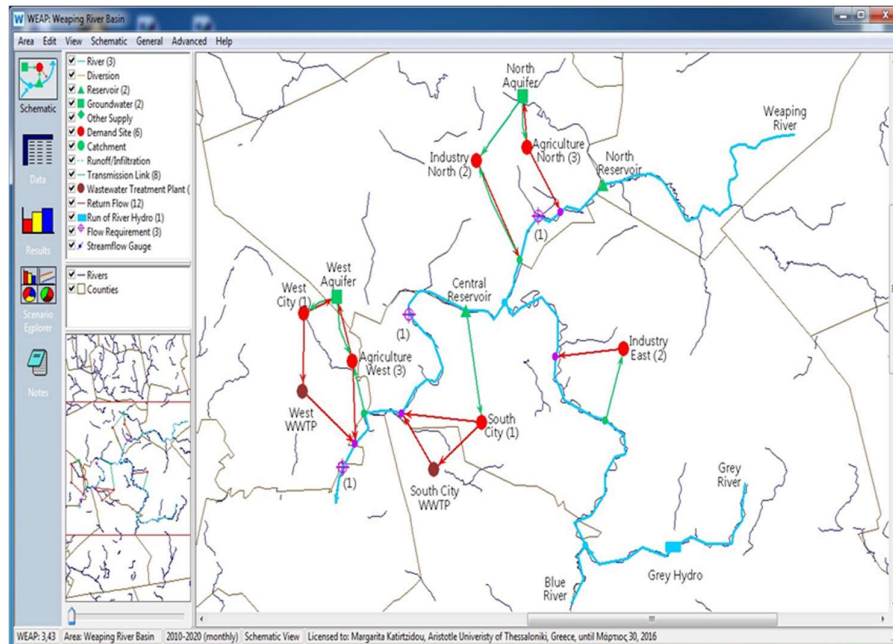 WEAP: Weaping River Basin
Area Edit View Schematic General Advanced Help
Schematic
Data
Results
Scenario
Explorer
Notes
River (3)
Diversion
Reservoir (2)
Groundwater (2)
Other Supply
Demand Site (6)
Catchment
Runoff/Infiltration
Transmission Link (8)
Wastewater Treatment Plant (
Return Flow (12)
Run of River Hydro (1)
Flow Requirement (3)
Streamflow Gauge
Rivers
Counties
North
Aquifer
Weaping
River
Industry
North (2)
Agriculture
North (3)
North
Reservoir
(1)
West
City (1)
West
Aquifer
Central
Reservoir
(1)
Agriculture
West (3)
Industry
East (2)
West
WWTP
South
City (1)
(1)
South City
WWTP
Grey
River
Grey Hydro
Blue
River
WEAP: 3,43 Area: Weaping River Basin 2010-2020 (monthly) Schematic View Licensed to: Margarita Katirtzidou, Aristotle Univeristy of Thessaloniki, Greece, until Μάρτιος 30, 2016